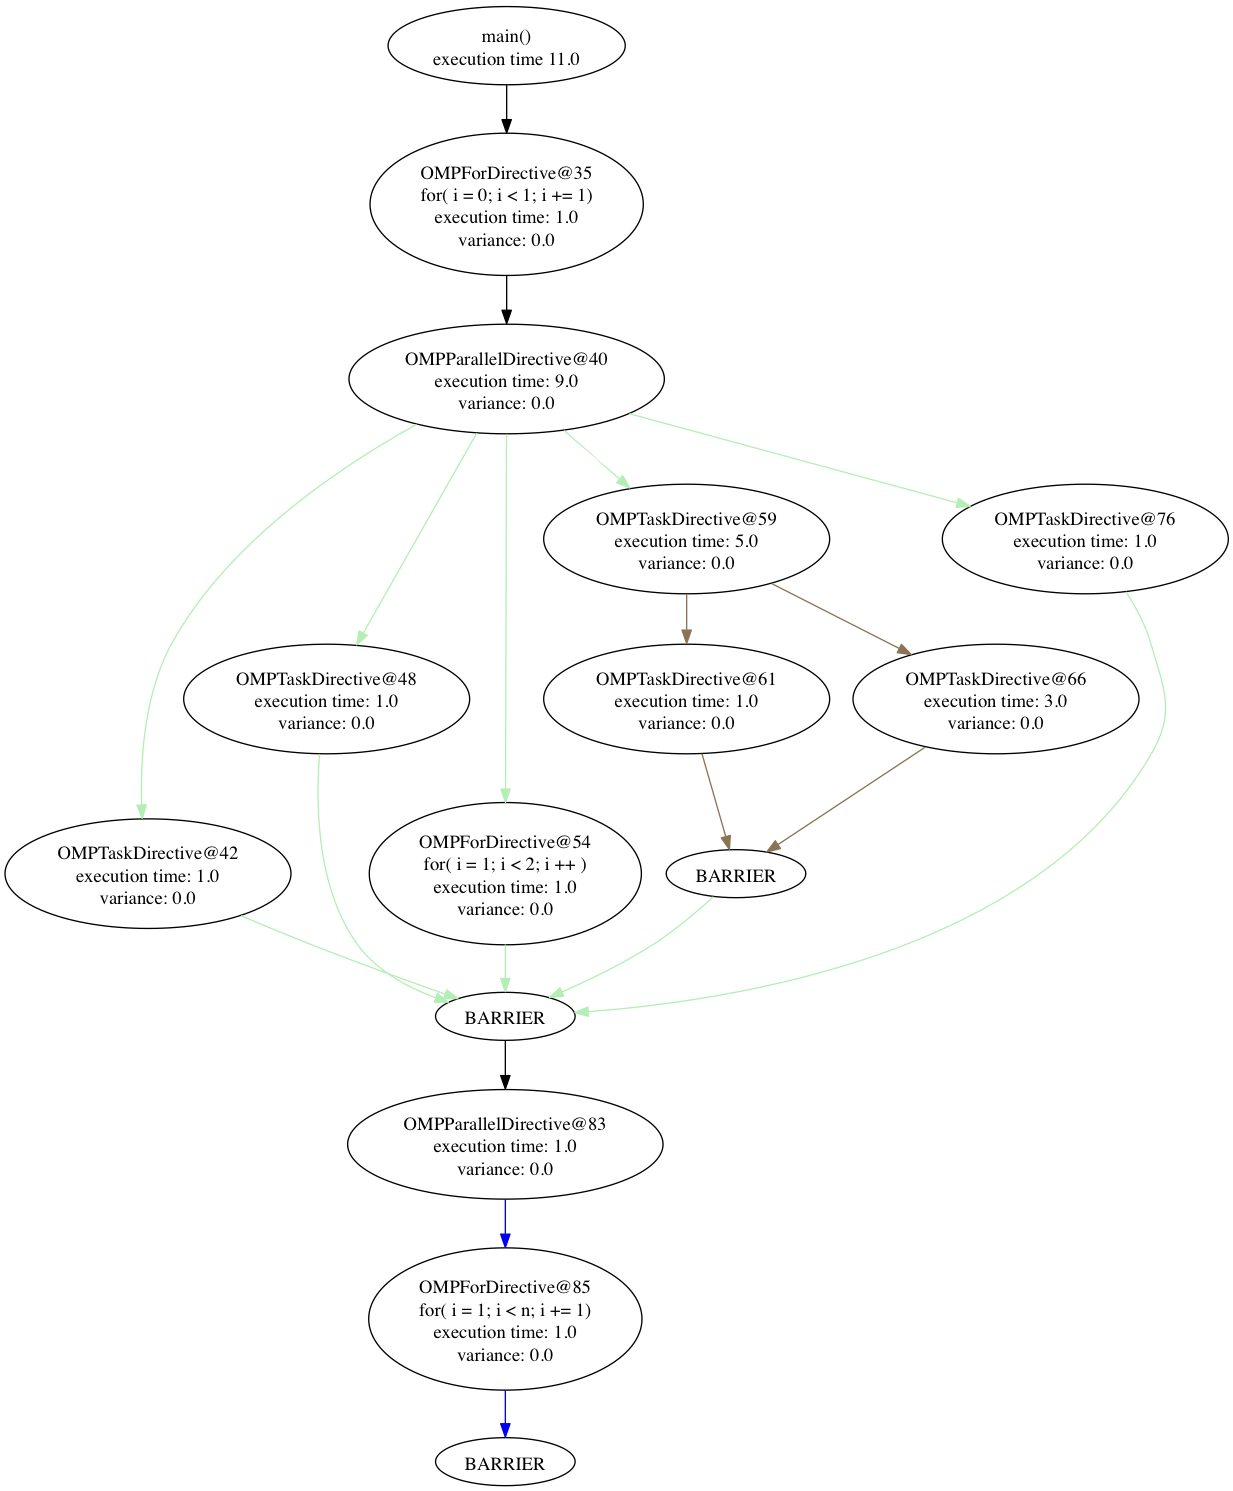 main()
execution time 11.0
OMPForDirective@35
for( i = 0; i < 1; i += 1)
execution time: 1.0
variance: 0.0
OMPParallelDirective@40
execution time: 9.0
variance: 0.0
OMPTaskDirective@59
execution time: 5.0
variance: 0.0
OMPTaskDirective@76
execution time: 1.0
variance: 0.0
OMPTaskDirective@48
execution time: 1.0
variance: 0.0
OMPTaskDirective@61
execution time: 1.0
variance: 0.0
OMPTaskDirective@66
execution time: 3.0
variance: 0.0
OMPTaskDirective@42
execution time: 1.0
variance: 0.0
OMPForDirective@54
for( i = 1; i < 2; i ++ )
execution time: 1.0
variance: 0.0
BARRIER
BARRIER
OMPParallelDirective@83
execution time: 1.0
variance: 0.0
OMPForDirective@85
for( i = 1; i < n; i += 1)
execution time: 1.0
variance: 0.0
BARRIER